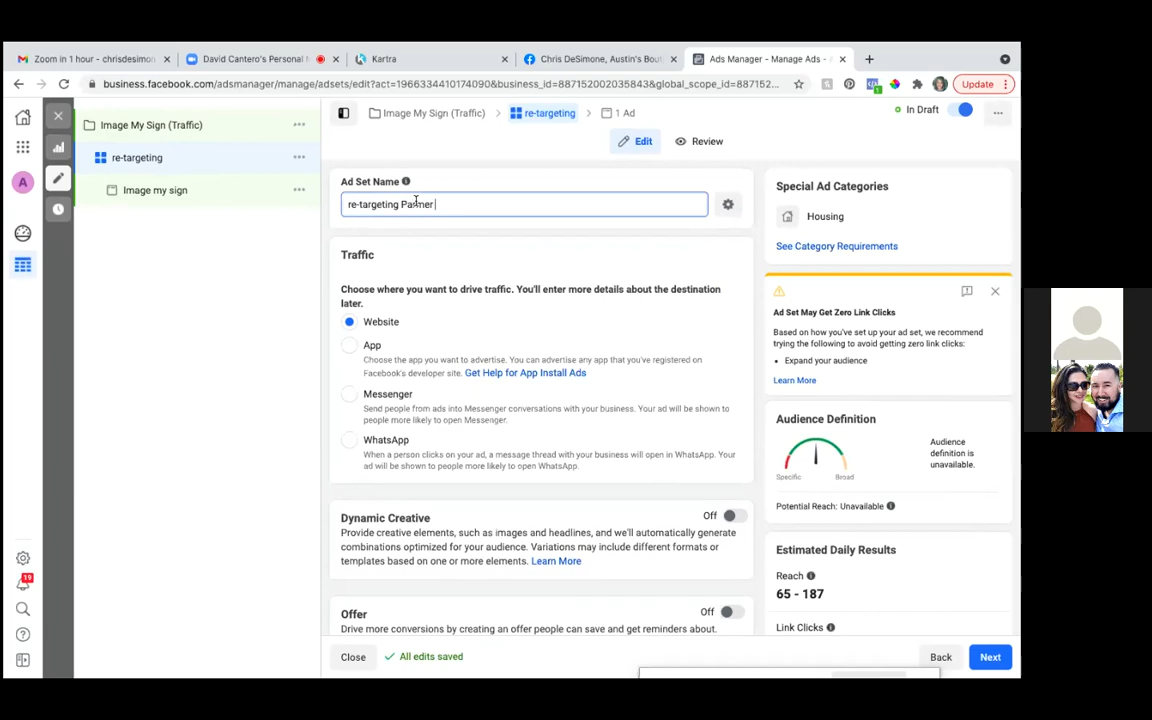 Zoom in 1 hour - chrisdesimon
David Cantero's Personal
Kartra
Chris DeSimone, Austin's Bou
Ads Manager - Manage Ads -
business.facebook.com/adsmanager/manage/adsets/edit?act=1966334410174090&business_id=887152002035843&global_scope_id=887152...
Update
Image My Sign (Traffic)
re-targeting
1 Ad
In Draft
Edit
Review
Image My Sign (Traffic)
re-targeting
Image my sign
A
19
Ad Set Name
re-targeting Palmer
Traffic
Choose where you want to drive traffic. You'll enter more details about the destination
later.
Website
App
Choose the app you want to advertise. You can advertise any app that you've registered on
Facebook's developer site. Get Help for App Install Ads
Messenger
Send people from ads into Messenger conversations with your business. Your ad will be shown to
people more likely to open Messenger.
WhatsApp
When a person clicks on your ad, a message thread with your business will open in WhatsApp. Your
ad will be shown to people more likely to open WhatsApp.
Dynamic Creative
Off
Provide creative elements, such as images and headlines, and we'll automatically generate
combinations optimized for your audience. Variations may include different formats or
templates based on one or more elements. Learn More
Offer
Off
Drive more conversions by creating an offer people can save and get reminders about.
Close
All edits saved
Back
Next
Special Ad Categories
Housing
See Category Requirements
Ad Set May Get Zero Link Clicks
Based on how you've set up your ad set, we recommend
trying the following to avoid getting zero link clicks:
• Expand your audience
Learn More
Audience Definition
Specific
Broad
Audience
definition is
unavailable.
Potential Reach: Unavailable
Estimated Daily Results
Reach
65 - 187
Link Clicks